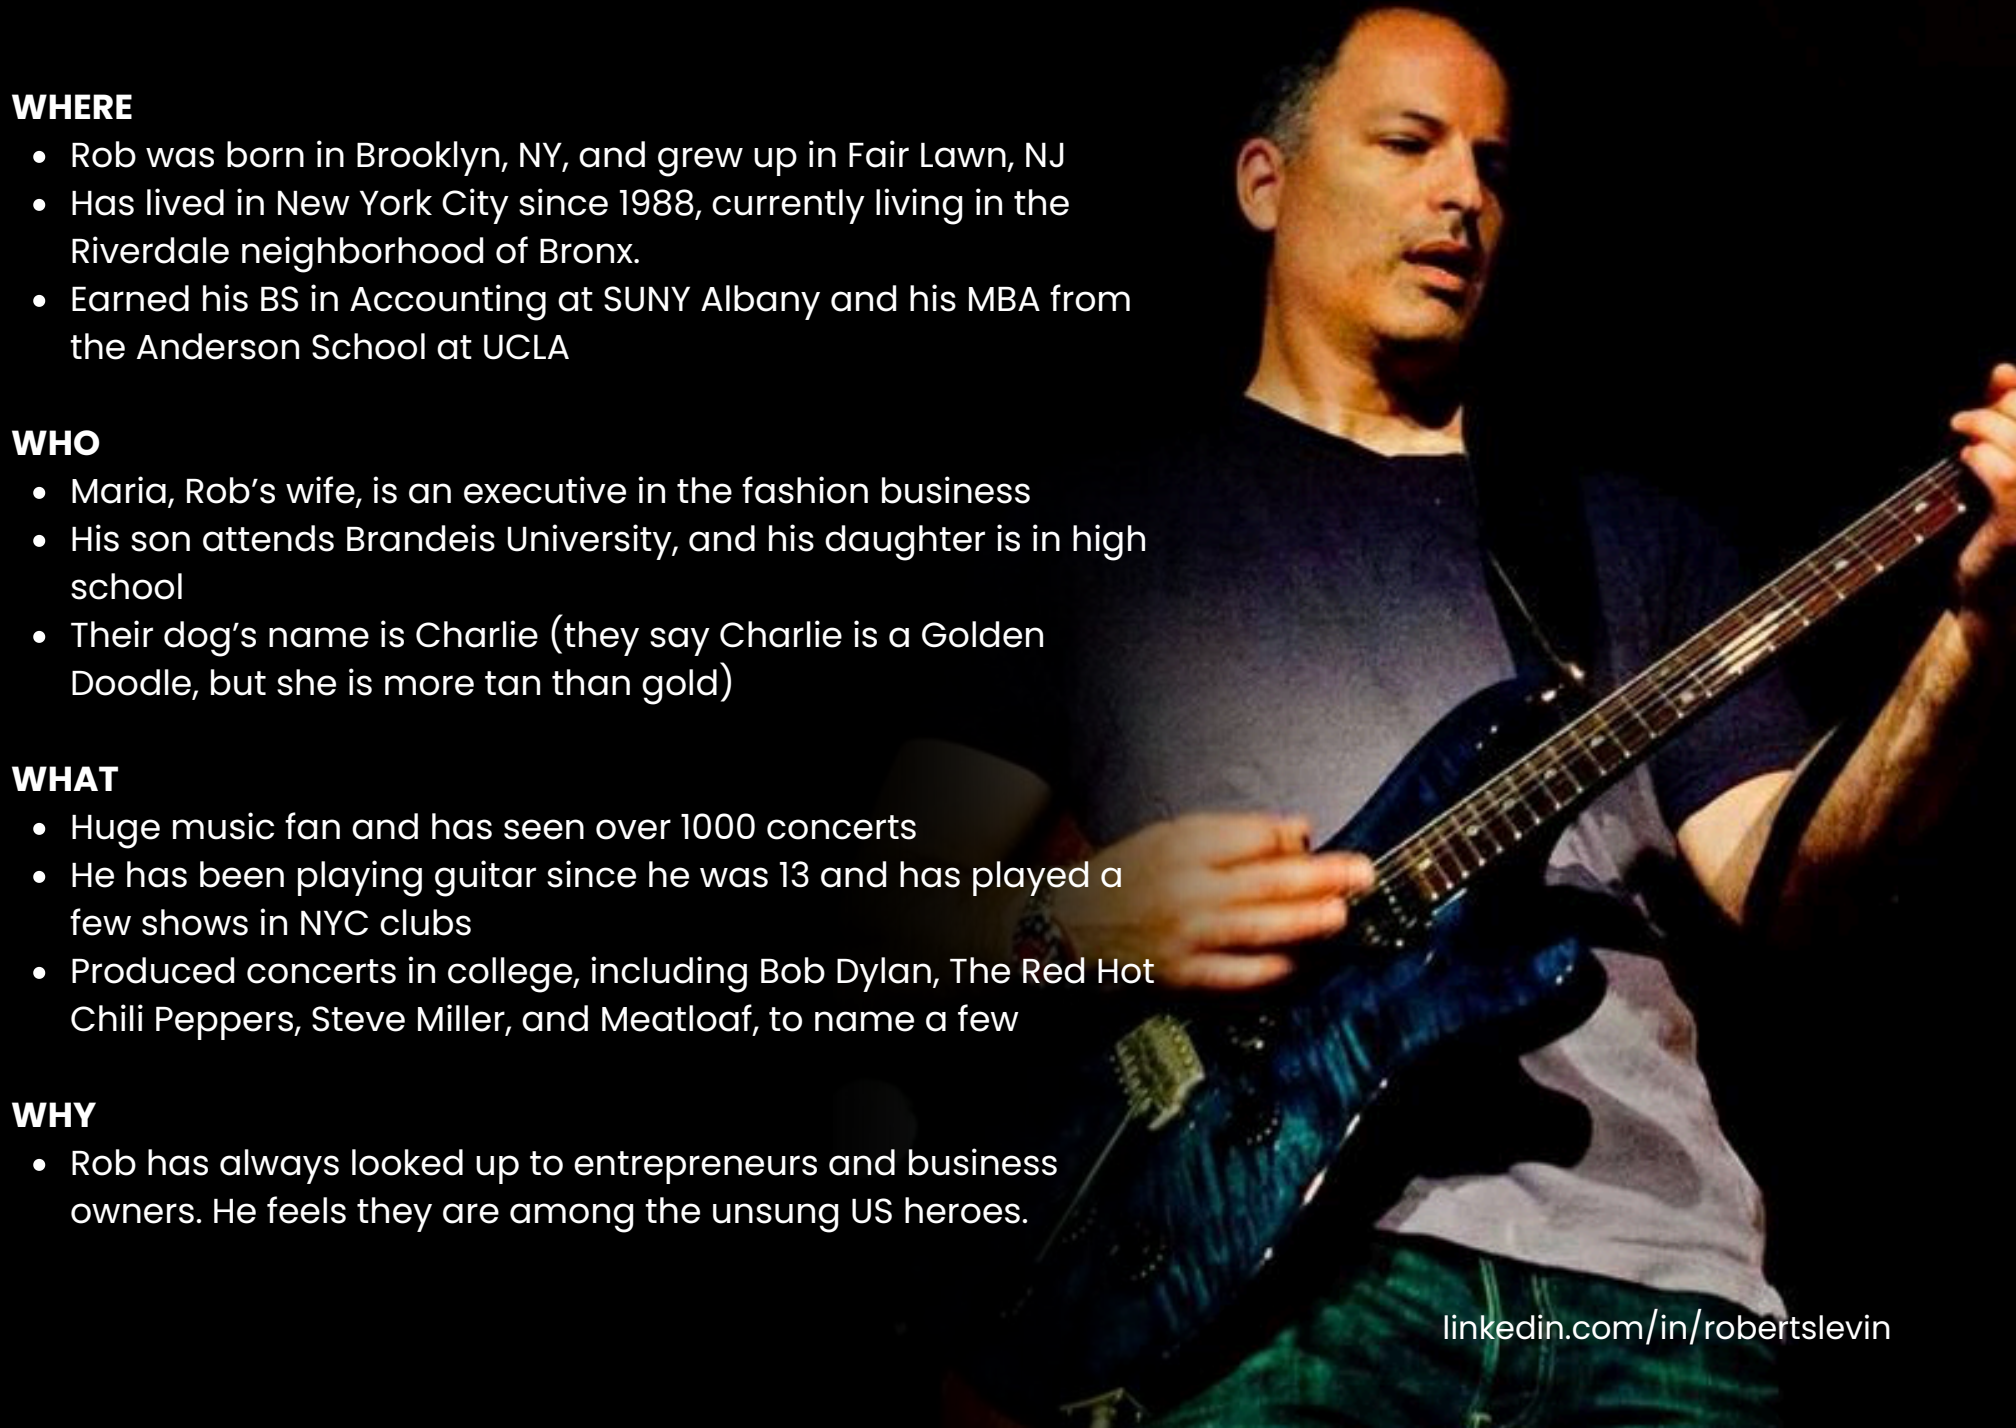 WHERE
• Rob was born in Brooklyn, NY, and grew up in Fair Lawn, NJ
• Has lived in New York City since 1988, currently living in the
Riverdale neighborhood of Bronx.
• Earned his BS in Accounting at SUNY Albany and his MBA from
the Anderson School at UCLA
WHO
• Maria, Rob’s wife, is an executive in the fashion business
• His son attends Brandeis University, and his daughter is in high
school
• Their dog’s name is Charlie (they say Charlie is a Golden
Doodle, but she is more tan than gold)
WHAT
• Huge music fan and has seen over 1000 concerts
• He has been playing guitar since he was 13 and has played a
few shows in NYC clubs
• Produced concerts in college, including Bob Dylan, The Red Hot
Chili Peppers, Steve Miller, and Meatloaf, to name a few
WHY
• Rob has always looked up to entrepreneurs and business
owners. He feels they are among the unsung US heroes.
linkedin.com/in/robertslevin